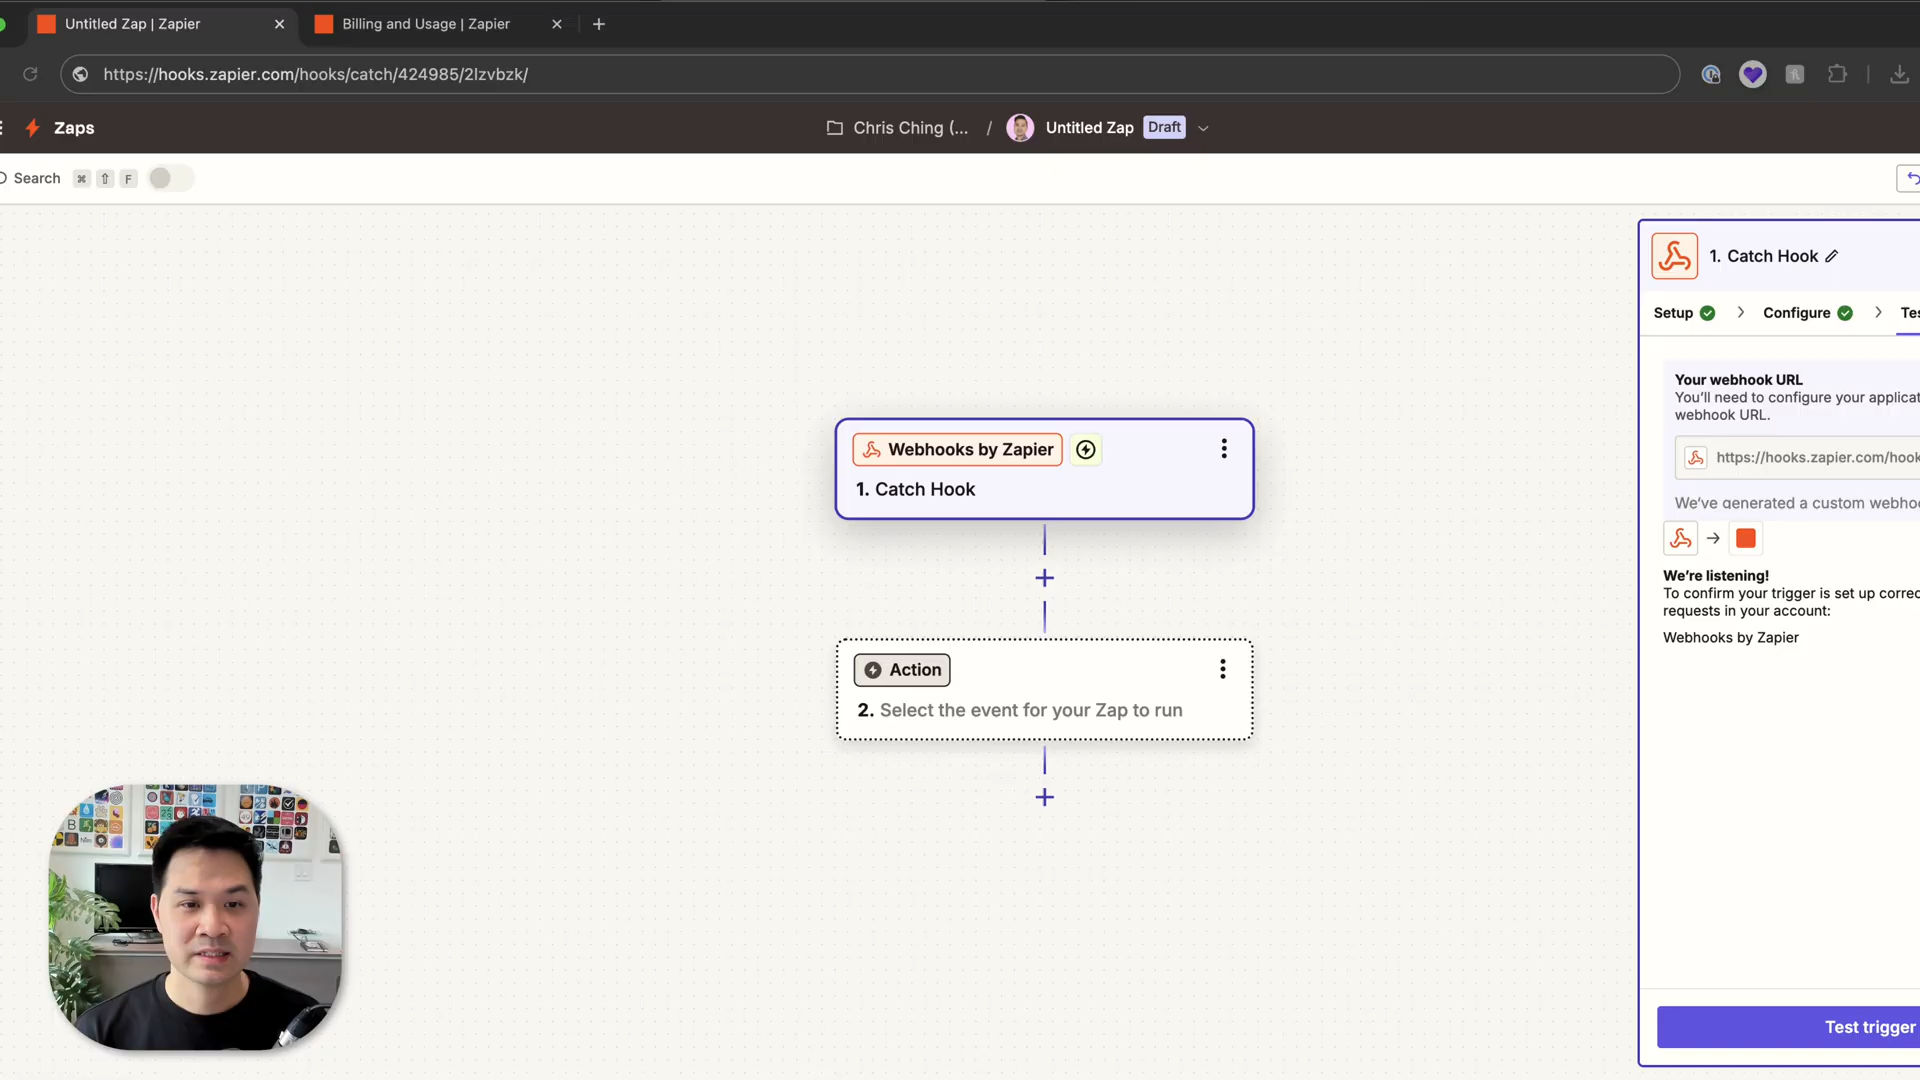 Untitled Zap | Zapier
Billing and Usage | Zapier
https://hooks.zapier.com/hooks/catch/424985/2lzvbzk/
Zaps
Chris Ching (... / Untitled Zap Draft
Search ⌘ ⇧ F
1. Catch Hook
Setup > Configure > Tes
Your webhook URL
You'll need to configure your applicat
webhook URL.
https://hooks.zapier.com/hook
We've generated a custom webhoo
We're listening!
To confirm your trigger is set up correc
requests in your account:
Webhooks by Zapier
Test trigger
Webhooks by Zapier
1. Catch Hook
Action
2. Select the event for your Zap to run